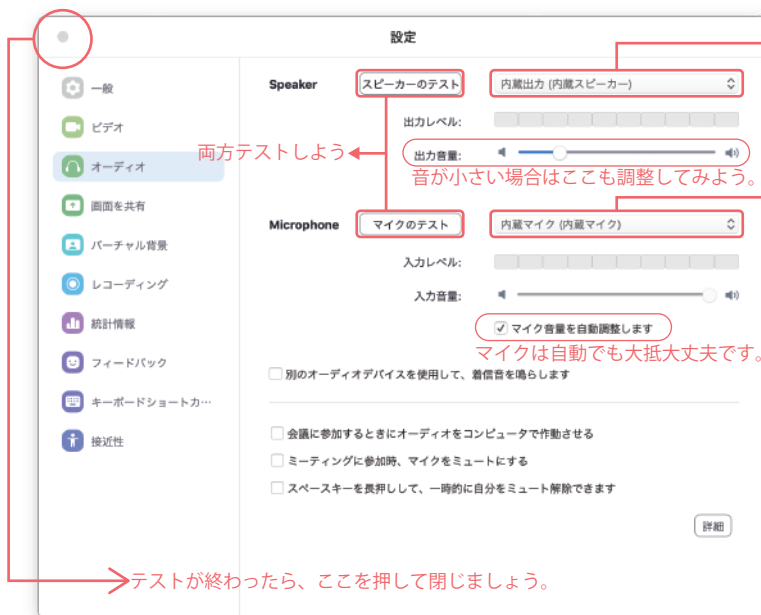 設定
一般
ビデオ
オーディオ
画面を共有
バーチャル背景
レコーディング
統計情報
フィードバック
キーボードショートカ…
接近性
Speaker
スピーカーのテスト
内蔵出力 (内蔵スピーカー)
出力レベル:
両方テストしよう
出力音量:
音が小さい場合はここも調整してみよう。
Microphone
マイクのテスト
内蔵マイク (内蔵マイク)
入力レベル:
入力音量:
マイク音量を自動調整します
マイクは自動でも大抵大丈夫です。
別のオーディオデバイスを使用して、着信音を鳴らします
会議に参加するときにオーディオをコンピュータで作動させる
ミーティングに参加時、マイクをミュートにする
スペースキーを長押しして、一時的に自分をミュート解除できます
詳細
テストが終わったら、ここを押して閉じましょう。